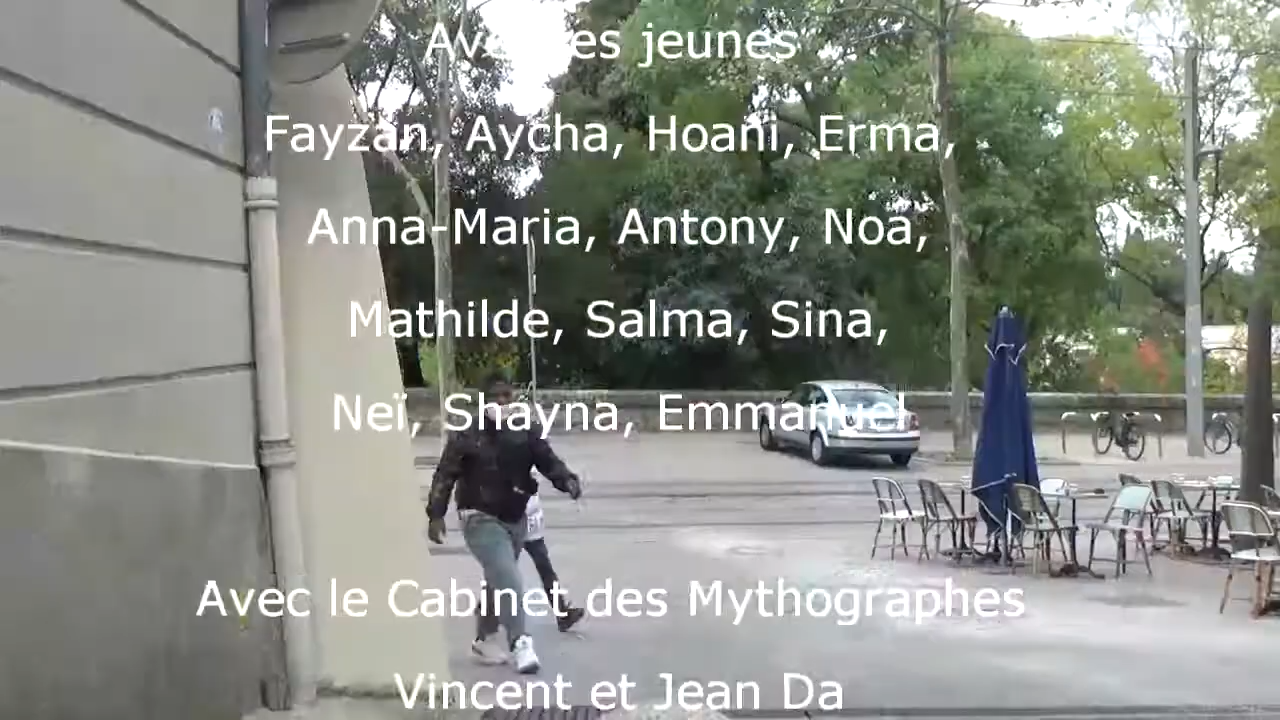 Avec les jeunes
Fayzan, Aycha, Hoani, Erma,
Anna-Maria, Antony, Noa,
Mathilde, Salma, Sina,
Neï, Shayna, Emmanuel
Avec le Cabinet des Mythographes
Vincent et Jean Da